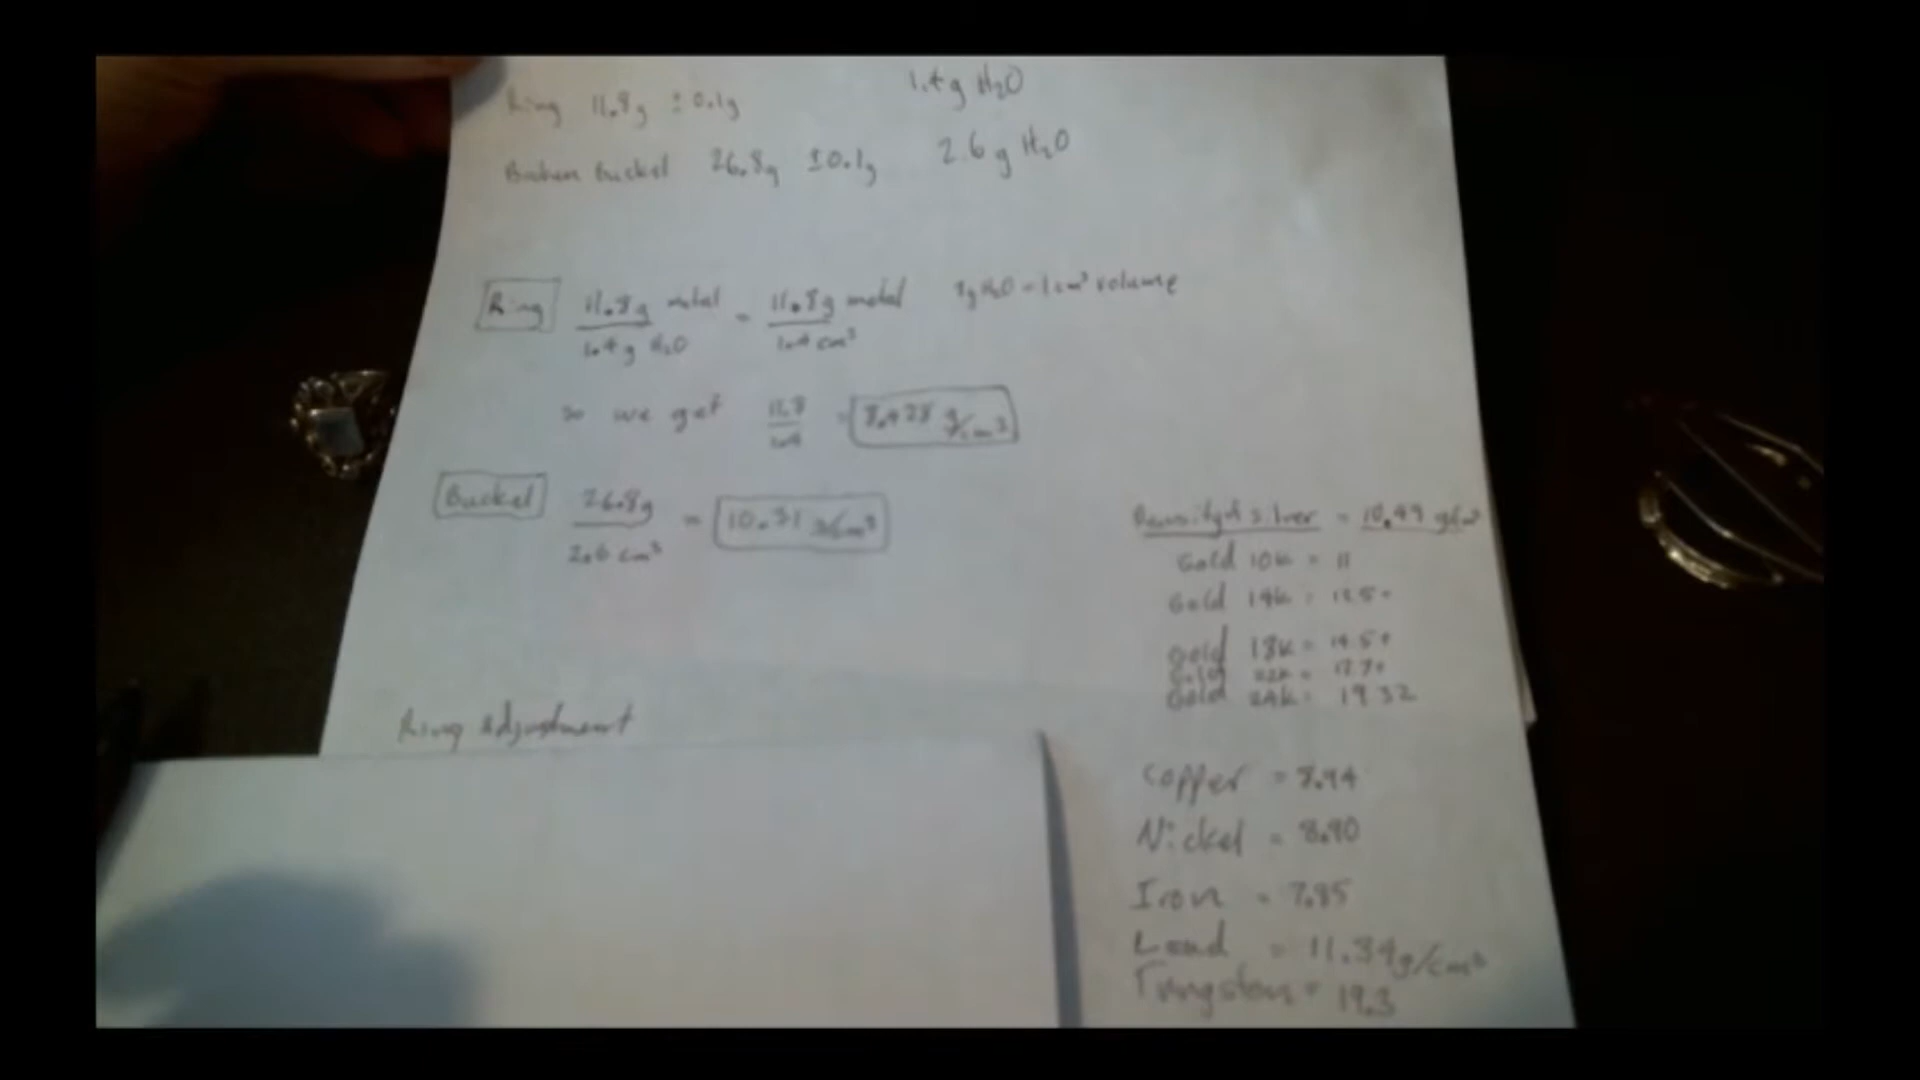 Ring 11.8g ± 0.1g 1.4g H₂O
Broken Buckel 26.8g ±0.1g 2.6g H₂O
Ring 11.8g metal / 1.4g H₂O = 11.8g metal / 1.4 cm³ 1g H₂O = 1cm³ volume
so we get 11.8 / 1.4 = 8.428 g/cm³
Buckel 26.8g / 2.6 cm³ = 10.31 g/cm³
Density of silver = 10.49 g/cm³
Gold 10k = 11
Gold 14k =
Gold 18k = 14.5+
Gold 22k = 17.7+
Gold 24k = 19.32
Ring Adjustment
Copper = 8.94
Nickel = 8.90
Iron = 7.85
Lead = 11.34g/cm³
Tungsten = 19.3